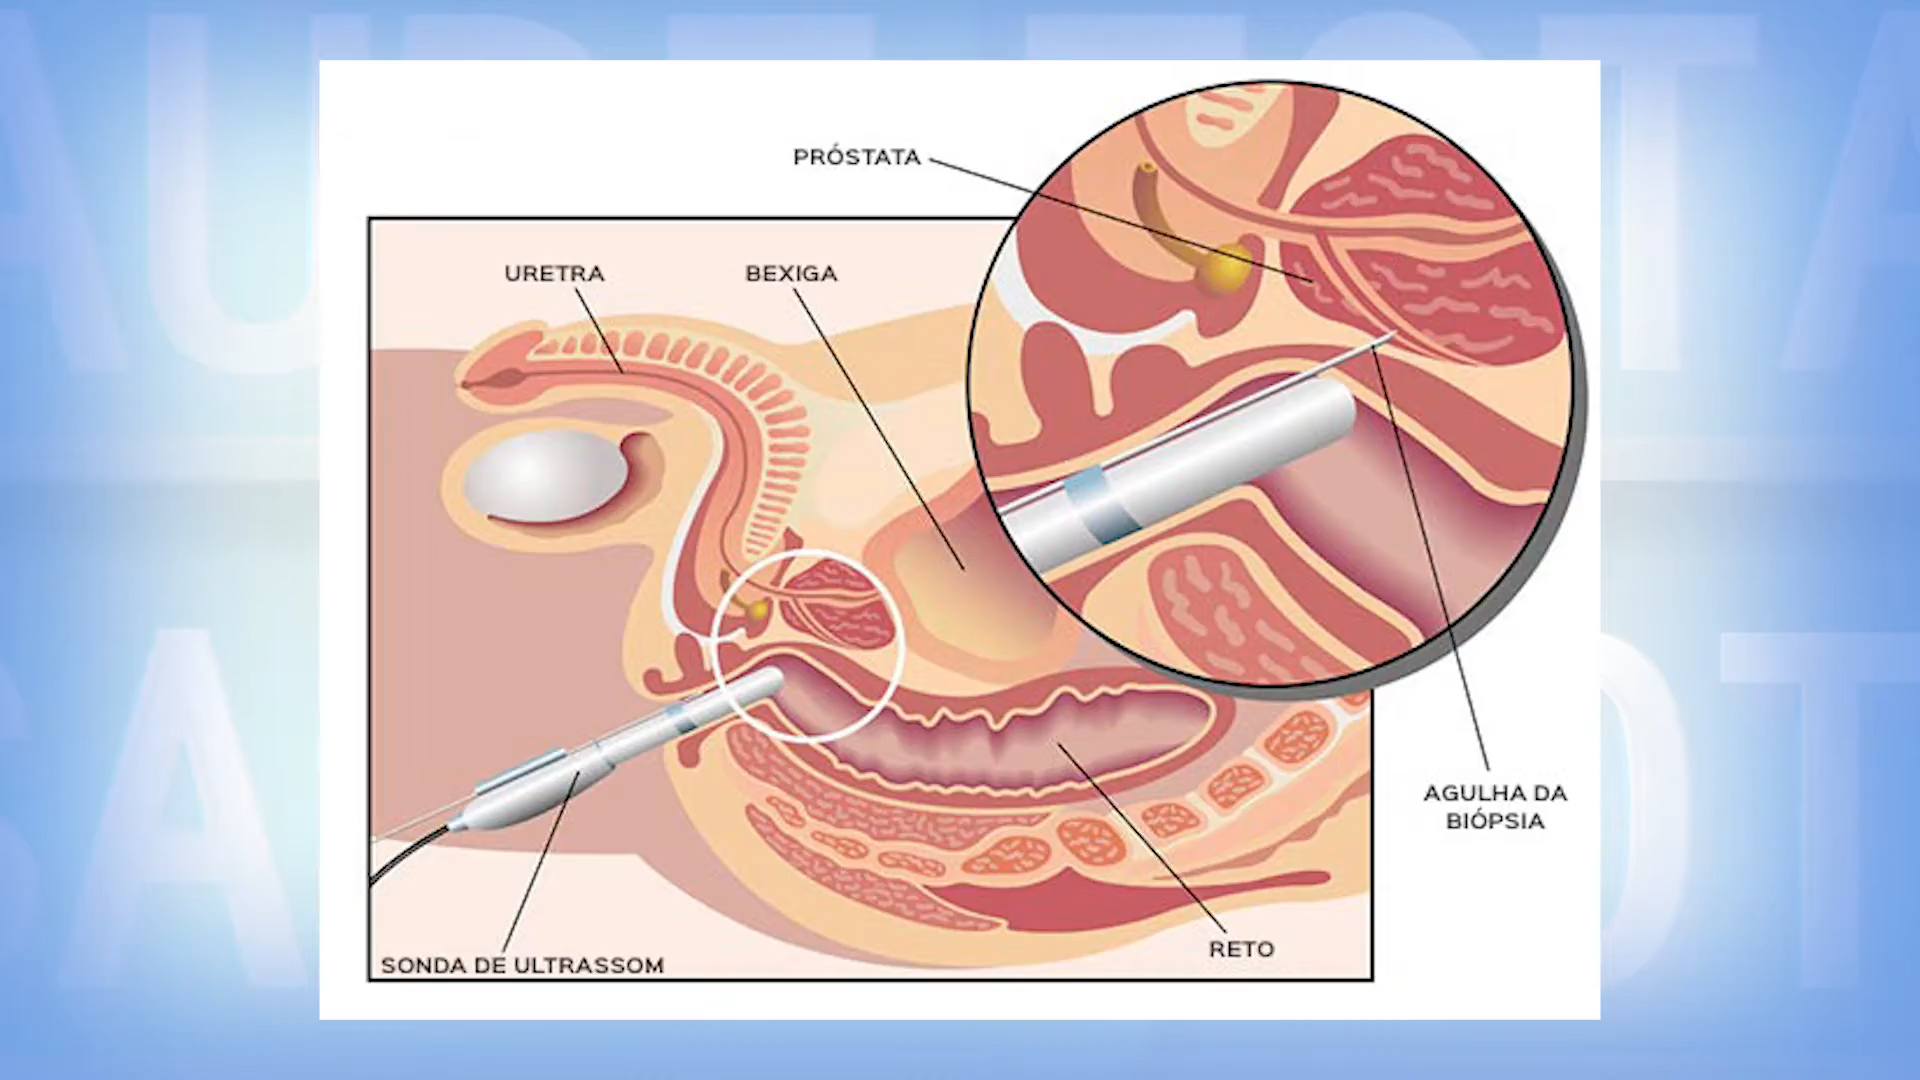 PRÓSTATA
URETRA
BEXIGA
AGULHA DA
BIÓPSIA
RETO
SONDA DE ULTRASSOM